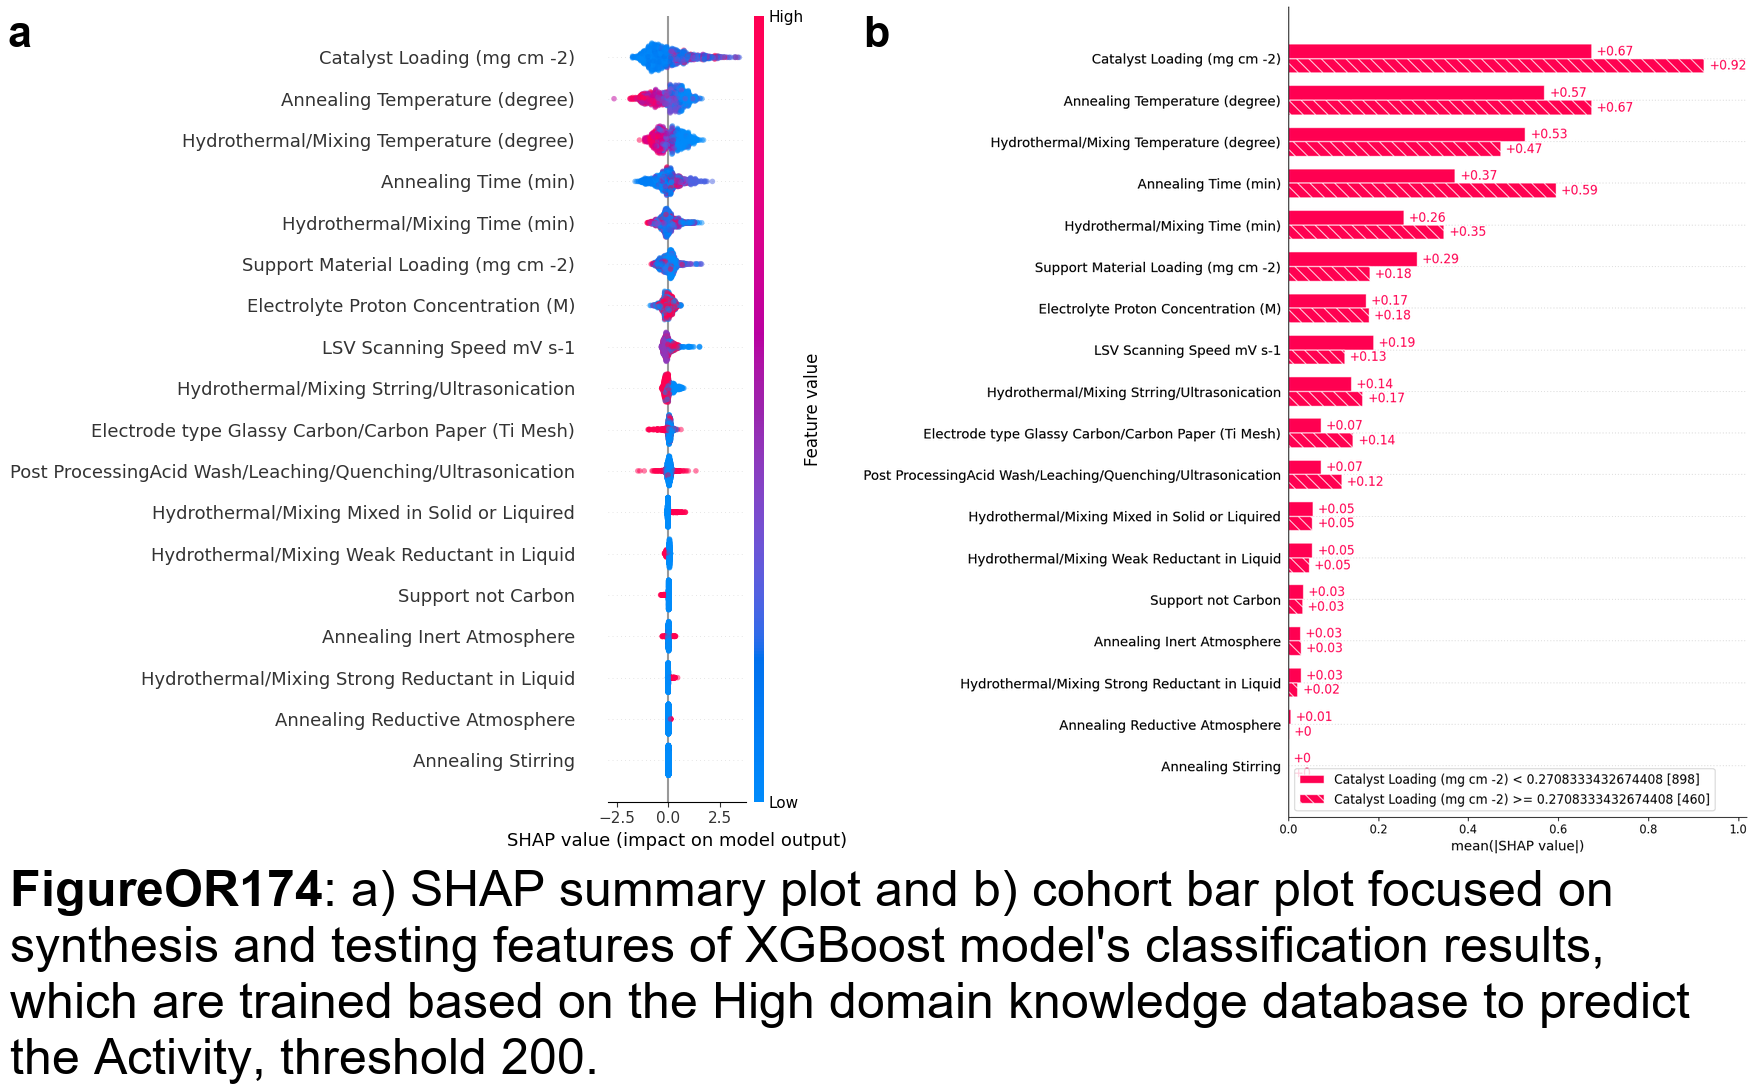 a
High
Catalyst Loading (mg cm -2)
Annealing Temperature (degree)
Hydrothermal/Mixing Temperature (degree)
Annealing Time (min)
Hydrothermal/Mixing Time (min)
Support Material Loading (mg cm -2)
Electrolyte Proton Concentration (M)
LSV Scanning Speed mV s-1
Hydrothermal/Mixing Strring/Ultrasonication
Electrode type Glassy Carbon/Carbon Paper (Ti Mesh)
Post ProcessingAcid Wash/Leaching/Quenching/Ultrasonication
Hydrothermal/Mixing Mixed in Solid or Liquired
Hydrothermal/Mixing Weak Reductant in Liquid
Support not Carbon
Annealing Inert Atmosphere
Hydrothermal/Mixing Strong Reductant in Liquid
Annealing Reductive Atmosphere
Annealing Stirring
Feature value
Low
−2.5 0.0 2.5
SHAP value (impact on model output)
b
Catalyst Loading (mg cm -2)
+0.67
+0.92
Annealing Temperature (degree)
+0.57
+0.67
Hydrothermal/Mixing Temperature (degree)
+0.53
+0.47
Annealing Time (min)
+0.37
+0.59
Hydrothermal/Mixing Time (min)
+0.26
+0.35
Support Material Loading (mg cm -2)
+0.29
+0.18
Electrolyte Proton Concentration (M)
+0.17
+0.18
LSV Scanning Speed mV s-1
+0.19
+0.13
Hydrothermal/Mixing Strring/Ultrasonication
+0.14
+0.17
Electrode type Glassy Carbon/Carbon Paper (Ti Mesh)
+0.07
+0.14
Post ProcessingAcid Wash/Leaching/Quenching/Ultrasonication
+0.07
+0.12
Hydrothermal/Mixing Mixed in Solid or Liquired
+0.05
+0.05
Hydrothermal/Mixing Weak Reductant in Liquid
+0.05
+0.05
Support not Carbon
+0.03
+0.03
Annealing Inert Atmosphere
+0.03
+0.03
Hydrothermal/Mixing Strong Reductant in Liquid
+0.03
+0.02
Annealing Reductive Atmosphere
+0.01
+0
Annealing Stirring
+0
+0
Catalyst Loading (mg cm -2) < 0.2708333432674408 [898]
Catalyst Loading (mg cm -2) >= 0.2708333432674408 [460]
0.0 0.2 0.4 0.6 0.8 1.0
mean(|SHAP value|)
FigureOR174: a) SHAP summary plot and b) cohort bar plot focused on
synthesis and testing features of XGBoost model's classification results,
which are trained based on the High domain knowledge database to predict
the Activity, threshold 200.